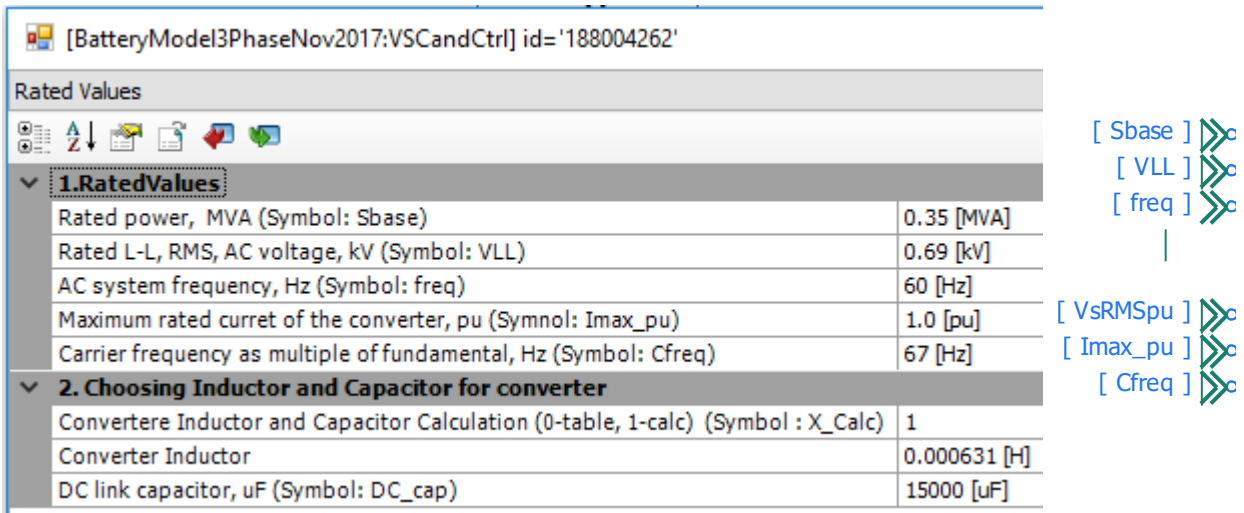 [BatteryModel3PhaseNov2017:VSCandCtrl] id='188004262'
Rated Values
1.RatedValues
Rated power, MVA (Symbol: Sbase) 0.35 [MVA]
Rated L-L, RMS, AC voltage, kV (Symbol: VLL) 0.69 [kV]
AC system frequency, Hz (Symbol: freq) 60 [Hz]
Maximum rated curret of the converter, pu (Symnol: Imax_pu) 1.0 [pu]
Carrier frequency as multiple of fundamental, Hz (Symbol: Cfreq) 67 [Hz]
2. Choosing Inductor and Capacitor for converter
Convertere Inductor and Capacitor Calculation (0-table, 1-calc) (Symbol : X_Calc) 1
Converter Inductor 0.000631 [H]
DC link capacitor, uF (Symbol: DC_cap) 15000 [uF]
[ Sbase ]
[ VLL ]
[ freq ]
[ VsRMSpu ]
[ Imax_pu ]
[ Cfreq ]